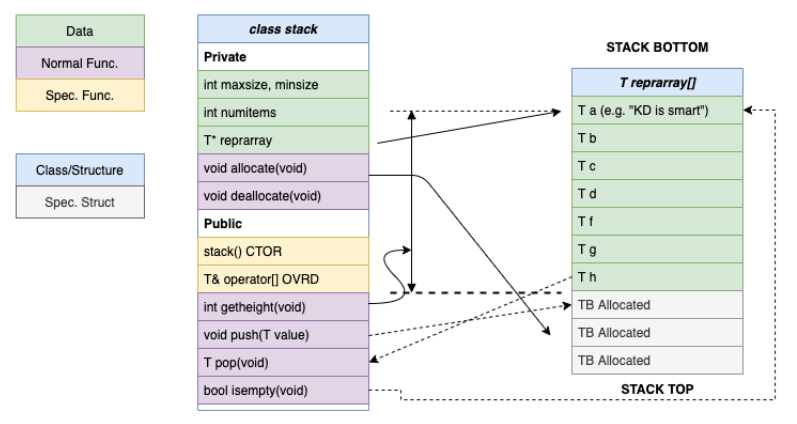 Data
Normal Func.
Spec. Func.
Class/Structure
Spec. Struct
class stack
Private
int maxsize, minsize
int numitems
T* reprarray
void allocate(void)
void deallocate(void)
Public
stack() CTOR
T& operator[] OVRD
int getheight(void)
void push(T value)
T pop(void)
bool isempty(void)
STACK BOTTOM
T reprarray[]
T a (e.g. "KD is smart")
T b
T c
T d
T f
T g
T h
TB Allocated
TB Allocated
TB Allocated
STACK TOP